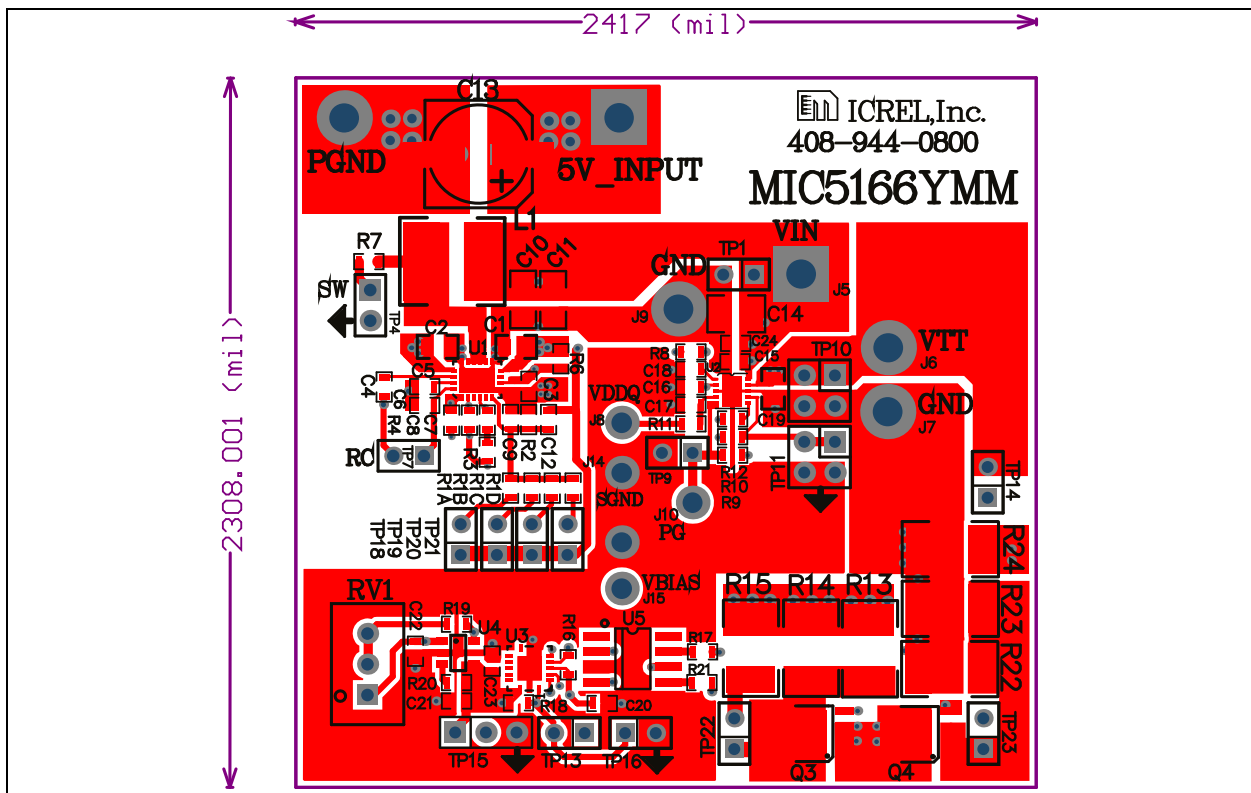 2417 (mil)
2308.001 (mil)
ICREL,Inc.
408-944-0800
MIC5166YMM
C13
PGND
5V_INPUT
L1
R7
C10
C11
TP1
VIN
GND
J5
SW
TP4
J9
C14
C2
C1
U1
VTT
J6
R6
R8
C24
C15
TP10
C18
U2
C5
C4
C3
C16
VDDQ
GND
C6
C8
C7
R4
C17
C19
J7
J8
R11
RC
TP7
R3
C9
R2
C12
J14
TP9
R12
R10
R9
TP11
TP14
R1A
R1B
R1C
R1D
SGND
J10
PG
TP18
TP19
TP20
TP21
R24
VBIAS
J15
RV1
R15
R14
R13
R23
C22
R19
U4
U3
R16
U5
R17
R22
R20
R21
C21
C23
R18
C20
TP22
TP23
TP15
TP13
TP16
Q3
Q4